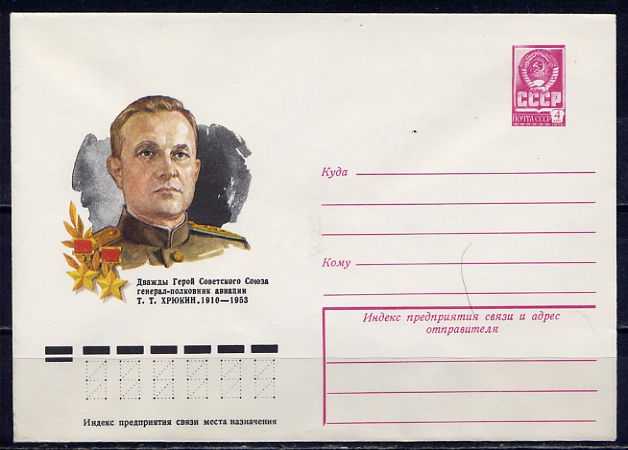 СССР
ПОЧТА СССР 4
Куда
Кому
Дважды Герой Советского Союза
генерал-полковник авиации
Т. Т. ХРЮКИН, 1910—1953
Индекс предприятия связи и адрес
отправителя
Индекс предприятия связи места назначения